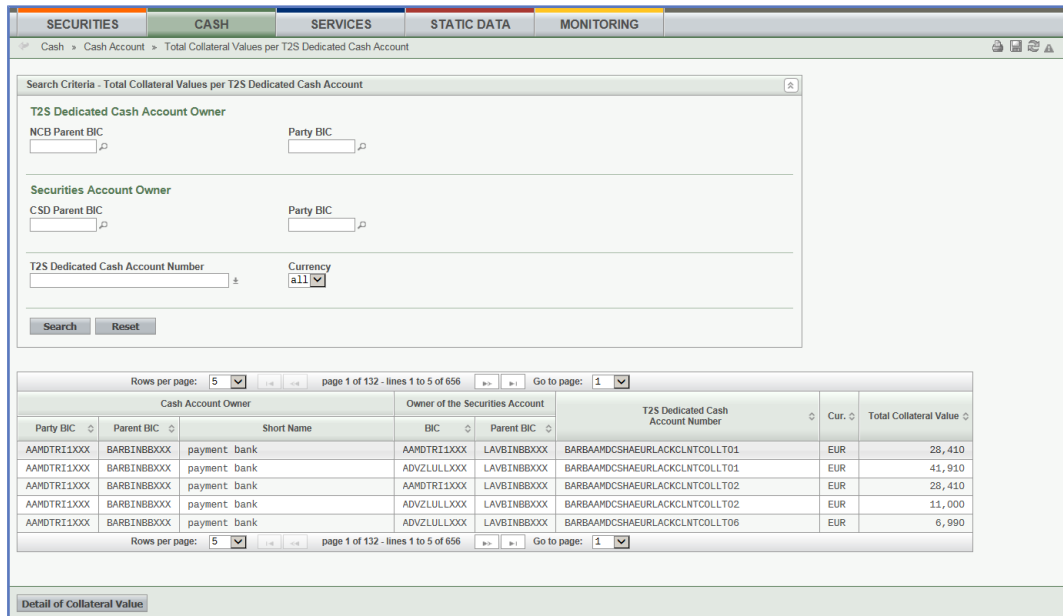 SECURITIES CASH SERVICES STATIC DATA MONITORING
Cash » Cash Account » Total Collateral Values per T2S Dedicated Cash Account
Search Criteria - Total Collateral Values per T2S Dedicated Cash Account
T2S Dedicated Cash Account Owner
NCB Parent BIC Party BIC
Securities Account Owner
CSD Parent BIC Party BIC
T2S Dedicated Cash Account Number Currency
all
Search Reset
Rows per page: 5 page 1 of 132 - lines 1 to 5 of 656 Go to page: 1
Cash Account Owner Owner of the Securities Account T2S Dedicated Cash Account Number Cur. Total Collateral Value
Party BIC Parent BIC Short Name BIC Parent BIC
AAMDTRI1XXX BARBINBBXXX payment bank AAMDTRI1XXX LAVBINBBXXX BARBAAMDCSHAEURLACKCLNTCOLLT01 EUR 28,410
AAMDTRI1XXX BARBINBBXXX payment bank ADVZLULLXXX LAVBINBBXXX BARBAAMDCSHAEURLACKCLNTCOLLT01 EUR 41,910
AAMDTRI1XXX BARBINBBXXX payment bank AAMDTRI1XXX LAVBINBBXXX BARBAAMDCSHAEURLACKCLNTCOLLT02 EUR 28,410
AAMDTRI1XXX BARBINBBXXX payment bank ADVZLULLXXX LAVBINBBXXX BARBAAMDCSHAEURLACKCLNTCOLLT02 EUR 11,000
AAMDTRI1XXX BARBINBBXXX payment bank ADVZLULLXXX LAVBINBBXXX BARBAAMDCSHAEURLACKCLNTCOLLT06 EUR 6,990
Rows per page: 5 page 1 of 132 - lines 1 to 5 of 656 Go to page: 1
Detail of Collateral Value